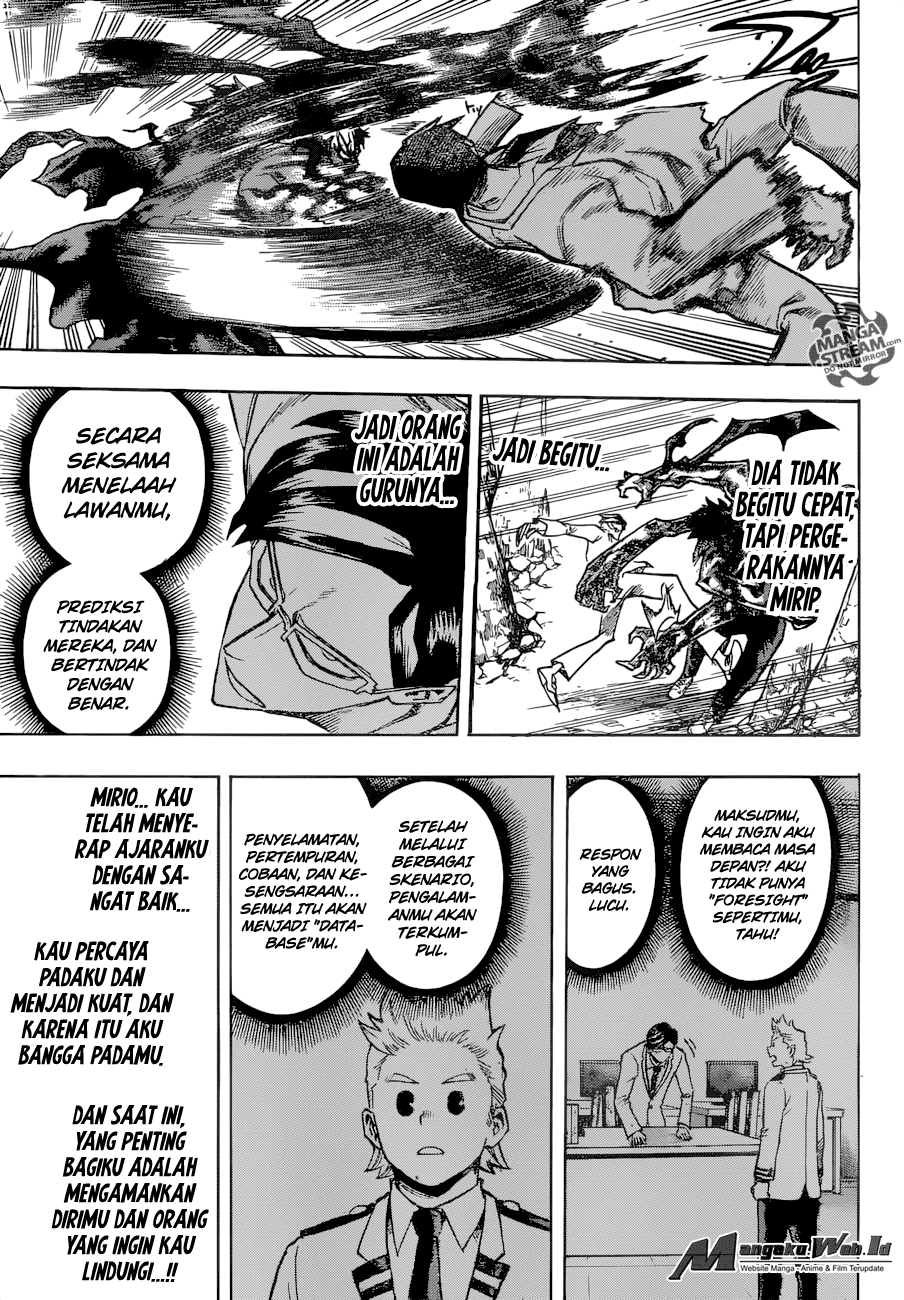 MANGA
STREAM.com
DO NOT MIRROR
DIA TIDAK
BEGITU CEPAT,
TAPI PERGE-
RAKANNYA
MIRIP.
JADI BEGITU...
JADI ORANG
INI ADALAH
GURUNYA...
SECARA
SEKSAMA
MENELAAH
LAWANMU,
PREDIKSI
TINDAKAN
MEREKA, DAN
BERTINDAK
DENGAN
BENAR.
MAKSUDMU,
KAU INGIN AKU
MEMBACA MASA
DEPAN?! AKU
TIDAK PUNYA
"FORESIGHT"
SEPERTIMU,
TAHU!
RESPON
YANG
BAGUS.
LUCU.
SETELAH
MELALUI
BERBAGAI
SKENARIO,
PENGALAM-
ANMU AKAN
TERKUM-
PUL.
PENYELAMATAN,
PERTEMPURAN,
COBAAN, DAN KE-
SENGSARAAN...
SEMUA ITU AKAN
MENJADI "DATA-
BASE"MU.
MIRIO... KAU
TELAH MENYE-
RAP AJARANKU
DENGAN SA-
NGAT BAIK...
KAU PERCAYA
PADAKU DAN
MENJADI KUAT, DAN
KARENA ITU AKU
BANGGA PADAMU.
DAN SAAT INI,
YANG PENTING
BAGIKU ADALAH
MENGAMANKAN
DIRIMU DAN ORANG
YANG INGIN KAU
LINDUNGI...!!
Mangaku.Web.Id
Website Manga - Anime & Film Terupdate